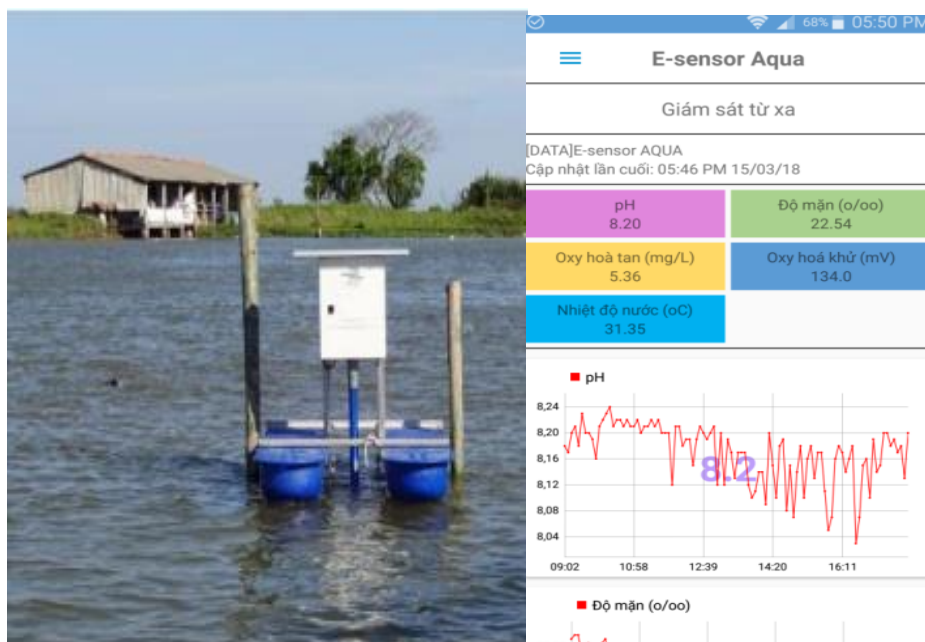 68% 05:50 PM
E-sensor Aqua
Giám sát từ xa
[DATA]E-sensor AQUA
Cập nhật lần cuối: 05:46 PM 15/03/18
pH
8.20
Độ mặn (o/oo)
22.54
Oxy hoà tan (mg/L)
5.36
Oxy hoá khử (mV)
134.0
Nhiệt độ nước (oC)
31.35
pH
8,24
8,20
8,16
8,12
8,08
8,04
8.2
09:02 10:58 12:39 14:20 16:11
Độ mặn (o/oo)